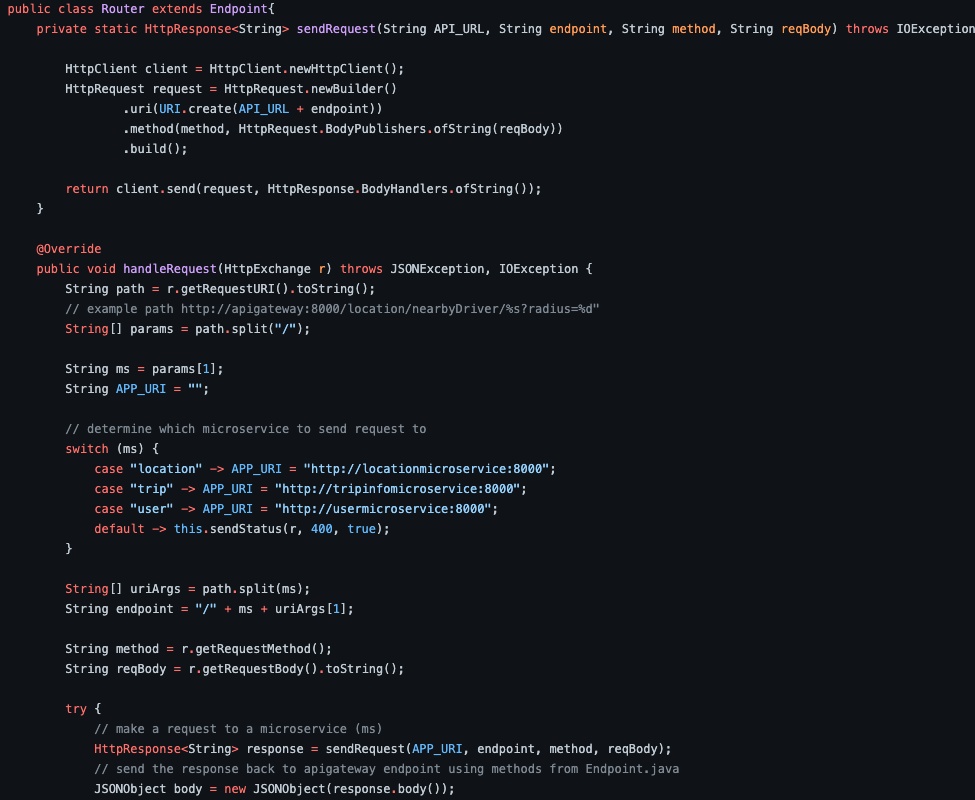 public class Router extends Endpoint{
private static HttpResponse<String> sendRequest(String API_URL, String endpoint, String method, String reqBody) throws IOException
HttpClient client = HttpClient.newHttpClient();
HttpRequest request = HttpRequest.newBuilder()
.uri(URI.create(API_URL + endpoint))
.method(method, HttpRequest.BodyPublishers.ofString(reqBody))
.build();
return client.send(request, HttpResponse.BodyHandlers.ofString());
}
@Override
public void handleRequest(HttpExchange r) throws JSONException, IOException {
String path = r.getRequestURI().toString();
// example path http://apigateway:8000/location/nearbyDriver/%s?radius=%d"
String[] params = path.split("/");
String ms = params[1];
String APP_URI = "";
// determine which microservice to send request to
switch (ms) {
case "location" -> APP_URI = "http://locationmicroservice:8000";
case "trip" -> APP_URI = "http://tripinfomicroservice:8000";
case "user" -> APP_URI = "http://usermicroservice:8000";
default -> this.sendStatus(r, 400, true);
}
String[] uriArgs = path.split(ms);
String endpoint = "/" + ms + uriArgs[1];
String method = r.getRequestMethod();
String reqBody = r.getRequestBody().toString();
try {
// make a request to a microservice (ms)
HttpResponse<String> response = sendRequest(APP_URI, endpoint, method, reqBody);
// send the response back to apigateway endpoint using methods from Endpoint.java
JSONObject body = new JSONObject(response.body());